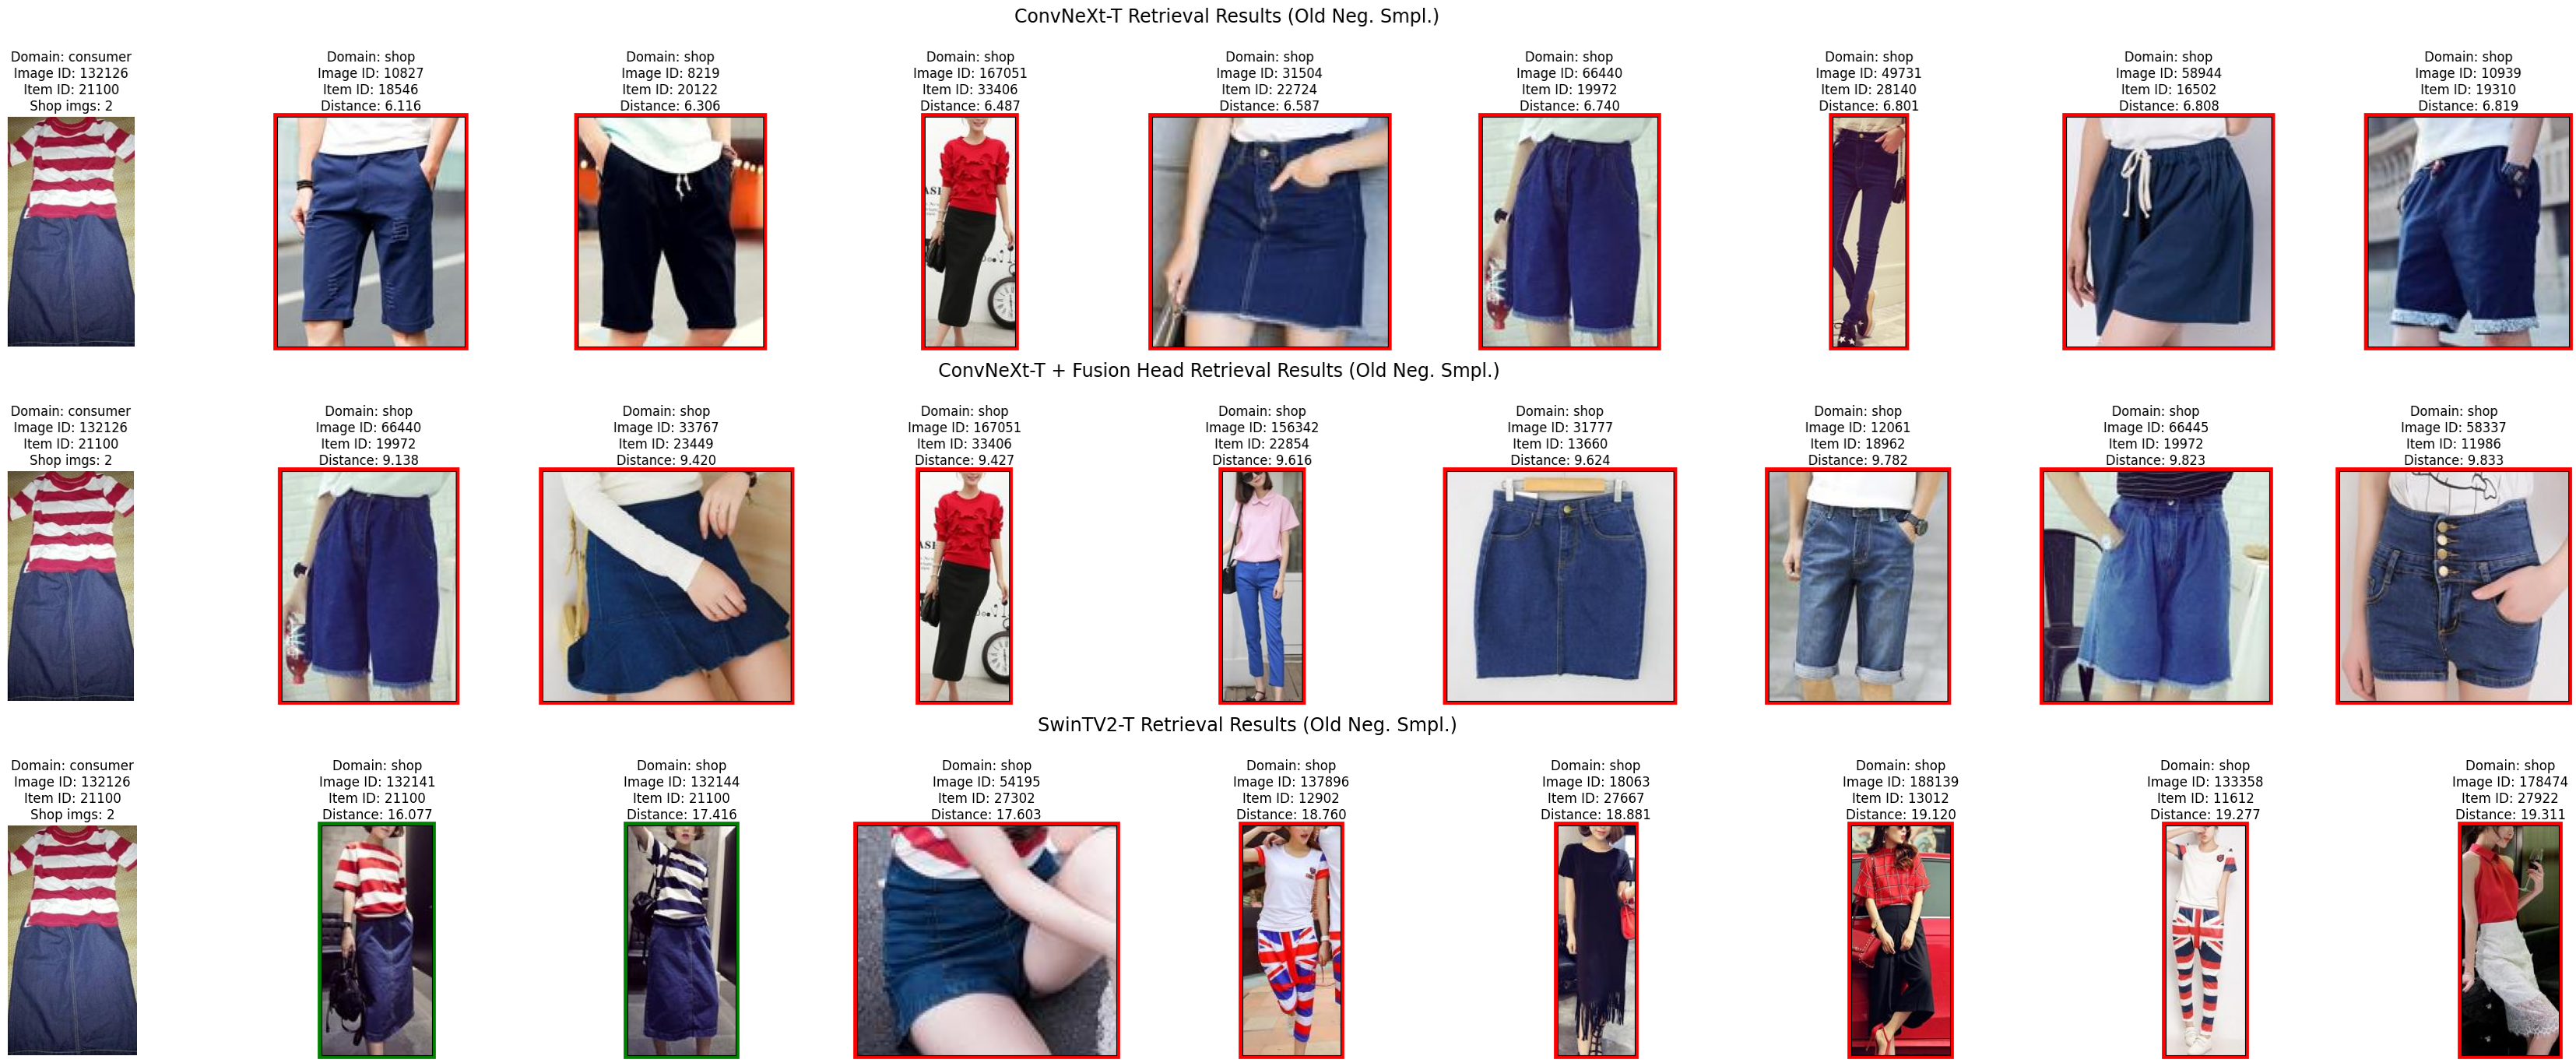 ConvNeXt-T Retrieval Results (Old Neg. Smpl.)
Domain: consumer
Image ID: 132126
Item ID: 21100
Shop imgs: 2
Domain: shop
Image ID: 10827
Item ID: 18546
Distance: 6.116
Domain: shop
Image ID: 8219
Item ID: 20122
Distance: 6.306
Domain: shop
Image ID: 167051
Item ID: 33406
Distance: 6.487
Domain: shop
Image ID: 31504
Item ID: 22724
Distance: 6.587
Domain: shop
Image ID: 66440
Item ID: 19972
Distance: 6.740
Domain: shop
Image ID: 49731
Item ID: 28140
Distance: 6.801
Domain: shop
Image ID: 58944
Item ID: 16502
Distance: 6.808
Domain: shop
Image ID: 10939
Item ID: 19310
Distance: 6.819
ConvNeXt-T + Fusion Head Retrieval Results (Old Neg. Smpl.)
Domain: consumer
Image ID: 132126
Item ID: 21100
Shop imgs: 2
Domain: shop
Image ID: 66440
Item ID: 19972
Distance: 9.138
Domain: shop
Image ID: 33767
Item ID: 23449
Distance: 9.420
Domain: shop
Image ID: 167051
Item ID: 33406
Distance: 9.427
Domain: shop
Image ID: 156342
Item ID: 22854
Distance: 9.616
Domain: shop
Image ID: 31777
Item ID: 13660
Distance: 9.624
Domain: shop
Image ID: 12061
Item ID: 18962
Distance: 9.782
Domain: shop
Image ID: 66445
Item ID: 19972
Distance: 9.823
Domain: shop
Image ID: 58337
Item ID: 11986
Distance: 9.833
SwinTV2-T Retrieval Results (Old Neg. Smpl.)
Domain: consumer
Image ID: 132126
Item ID: 21100
Shop imgs: 2
Domain: shop
Image ID: 132141
Item ID: 21100
Distance: 16.077
Domain: shop
Image ID: 132144
Item ID: 21100
Distance: 17.416
Domain: shop
Image ID: 54195
Item ID: 27302
Distance: 17.603
Domain: shop
Image ID: 137896
Item ID: 12902
Distance: 18.760
Domain: shop
Image ID: 18063
Item ID: 27667
Distance: 18.881
Domain: shop
Image ID: 188139
Item ID: 13012
Distance: 19.120
Domain: shop
Image ID: 133358
Item ID: 11612
Distance: 19.277
Domain: shop
Image ID: 178474
Item ID: 27922
Distance: 19.311